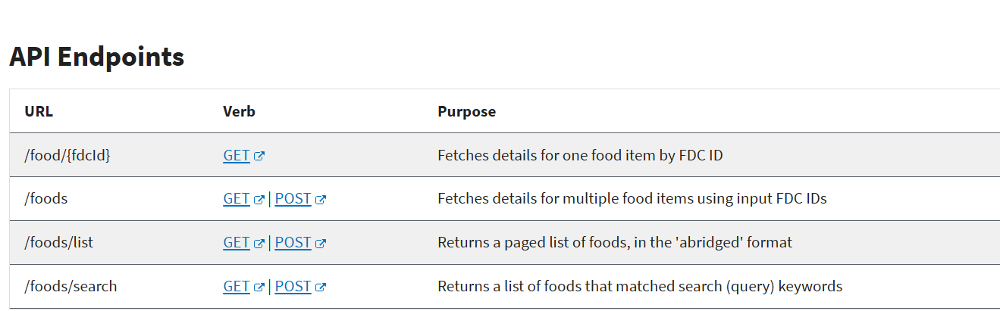 API Endpoints
URL Verb Purpose
/food/{fdcId} GET Fetches details for one food item by FDC ID
/foods GET | POST Fetches details for multiple food items using input FDC IDs
/foods/list GET | POST Returns a paged list of foods, in the 'abridged' format
/foods/search GET | POST Returns a list of foods that matched search (query) keywords